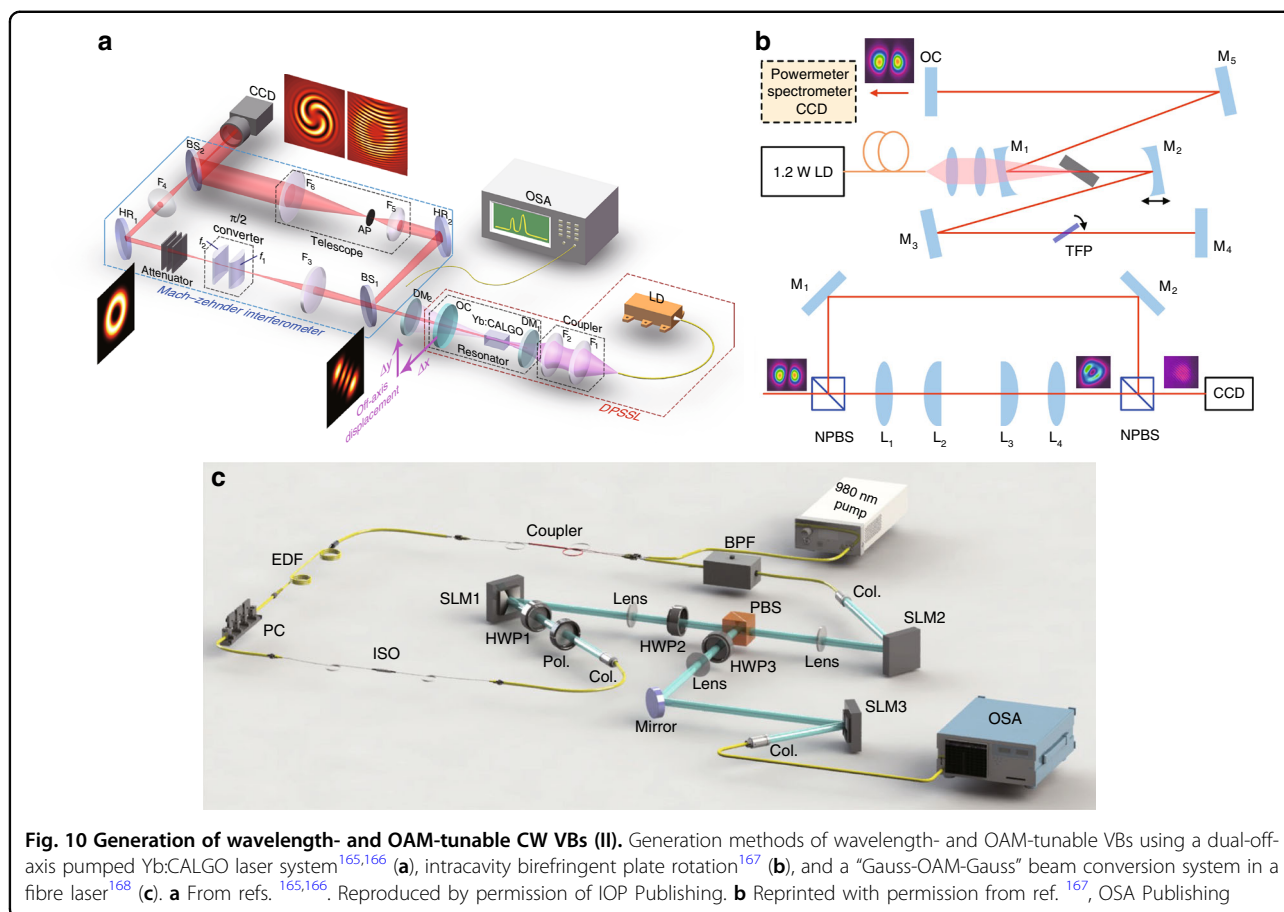 a
CCD
BS2
F4
HR1
π/2
converter
f2
f1
Attenuator
F6
F5
AP
Telescope
HR2
F3
BS1
Mach–zehnder interferometer
OSA
DM2
OC
Yb:CALGO
DM1
Resonator
Coupler
F2
F1
LD
DPSSL
Δy
Δx
Off-axis
displacement
b
Powermeter
spectrometer
CCD
OC
M5
1.2 W LD
M1
M2
M3
TFP
M4
M1
M2
NPBS
L1
L2
L3
L4
NPBS
CCD
c
980 nm
pump
Coupler
BPF
EDF
Col.
PC
SLM1
Lens
PBS
SLM2
HWP1
HWP2
Pol.
HWP3
Lens
ISO
Col.
Lens
Mirror
SLM3
Col.
OSA
Fig. 10 Generation of wavelength- and OAM-tunable CW VBs (II). Generation methods of wavelength- and OAM-tunable VBs using a dual-off-
axis pumped Yb:CALGO laser system165,166 (a), intracavity birefringent plate rotation167 (b), and a “Gauss-OAM-Gauss” beam conversion system in a
fibre laser168 (c). a From refs. 165,166. Reproduced by permission of IOP Publishing. b Reprinted with permission from ref. 167, OSA Publishing